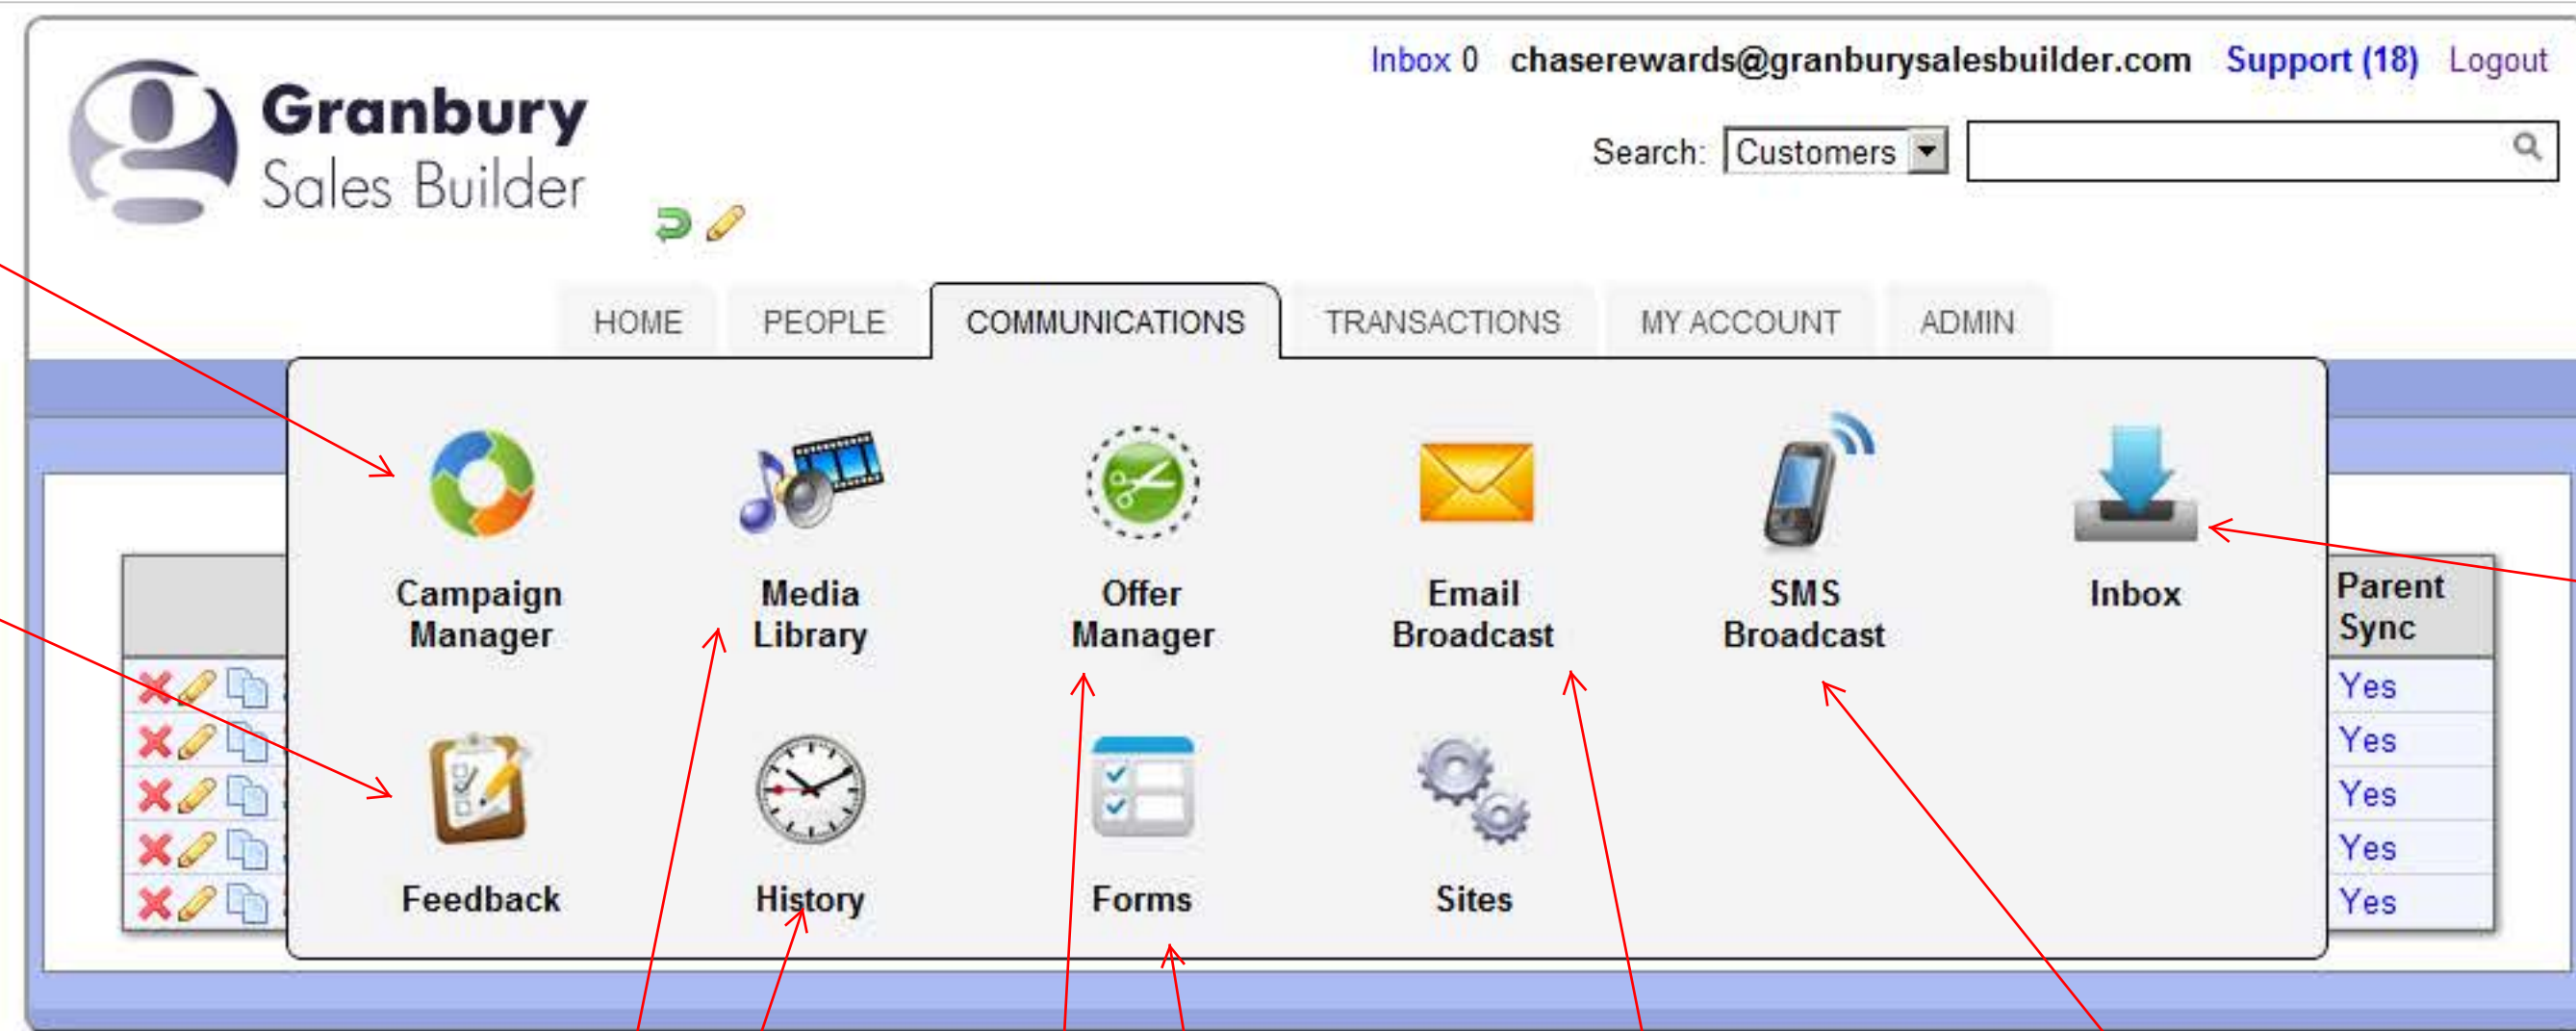 Inbox 0 chaserewards@granburysalesbuilder.com Support (18) Logout
Granbury
Sales Builder
Search: Customers
HOME PEOPLE COMMUNICATIONS TRANSACTIONS MY ACCOUNT ADMIN
Campaign
Manager
Media
Library
Offer
Manager
Email
Broadcast
SMS
Broadcast
Inbox
Parent
Sync
Yes
Yes
Yes
Yes
Yes
Feedback
History
Forms
Sites